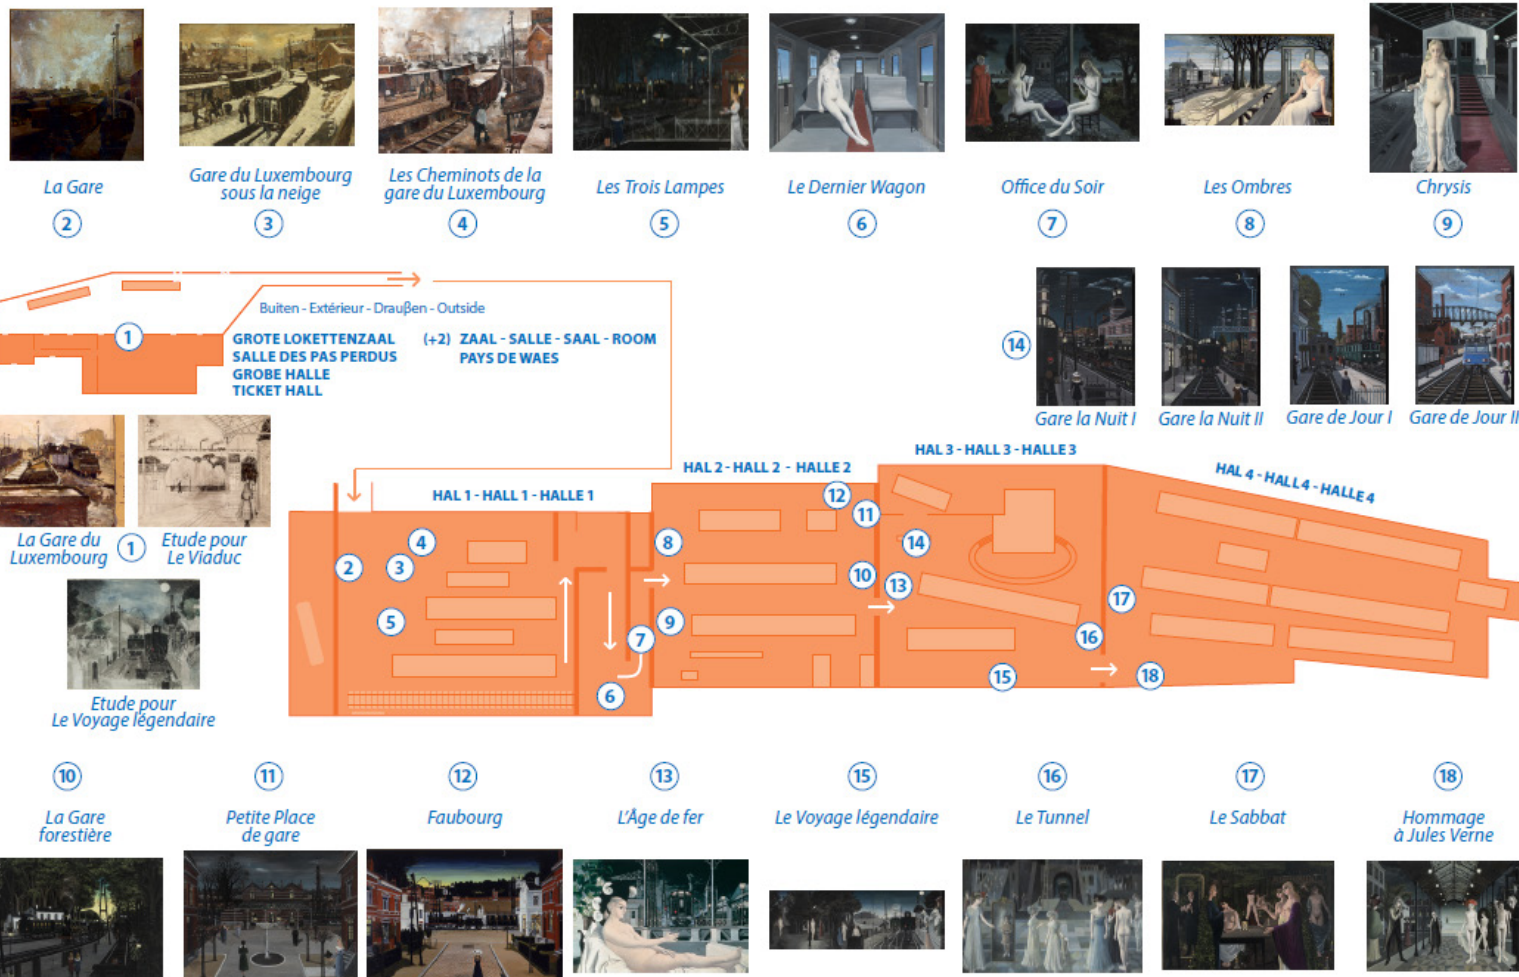 La Gare
Gare du Luxembourg
sous la neige
Les Cheminots de la
gare du Luxembourg
Les Trois Lampes
Le Dernier Wagon
Office du Soir
Les Ombres
Chrysis
2
3
4
5
6
7
8
9
Buiten - Extérieur - Drauβen - Outside
1
GROTE LOKETTENZAAL
SALLE DES PAS PERDUS
GROBE HALLE
TICKET HALL
(+2) ZAAL - SALLE - SAAL - ROOM
PAYS DE WAES
14
Gare la Nuit I
Gare la Nuit II
Gare de Jour I
Gare de Jour II
La Gare du
Luxembourg
1
Etude pour
Le Viaduc
Etude pour
Le Voyage légendaire
HAL 1 - HALL 1 - HALLE 1
HAL 2 - HALL 2 - HALLE 2
HAL 3 - HALL 3 - HALLE 3
HAL 4 - HALL 4 - HALLE 4
2
3
4
5
6
7
8
9
10
11
12
13
14
15
16
17
18
10
11
12
13
15
16
17
18
La Gare
forestière
Petite Place
de gare
Faubourg
L'Âge de fer
Le Voyage légendaire
Le Tunnel
Le Sabbat
Hommage
à Jules Verne